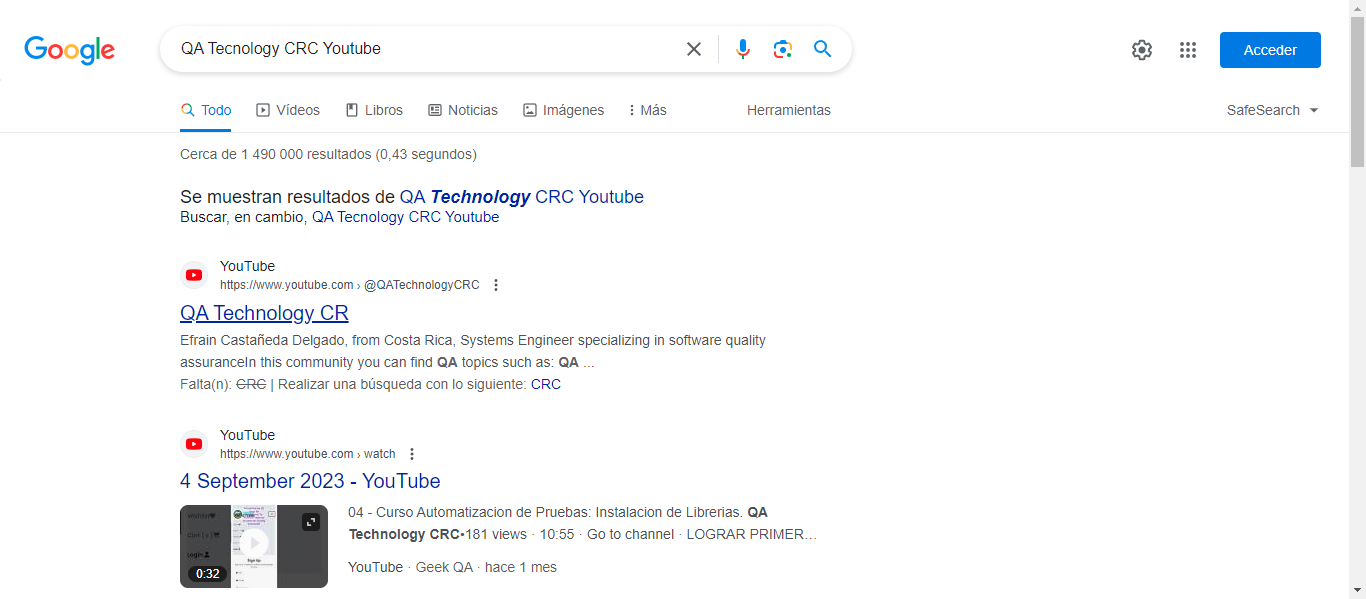 Google
QA Tecnology CRC Youtube
Acceder
Todo
Vídeos
Libros
Noticias
Imágenes
Más
Herramientas
SafeSearch
Cerca de 1 490 000 resultados (0,43 segundos)
Se muestran resultados de QA Technology CRC Youtube
Buscar, en cambio, QA Tecnology CRC Youtube
YouTube
https://www.youtube.com › @QATechnologyCRC
QA Technology CR
Efrain Castañeda Delgado, from Costa Rica, Systems Engineer specializing in software quality
assuranceIn this community you can find QA topics such as: QA ...
Falta(n): CRC | Realizar una búsqueda con lo siguiente: CRC
YouTube
https://www.youtube.com › watch
4 September 2023 - YouTube
0:32
04 - Curso Automatizacion de Pruebas: Instalacion de Librerias. QA
Technology CRC•181 views · 10:55 · Go to channel · LOGRAR PRIMER…
YouTube · Geek QA · hace 1 mes